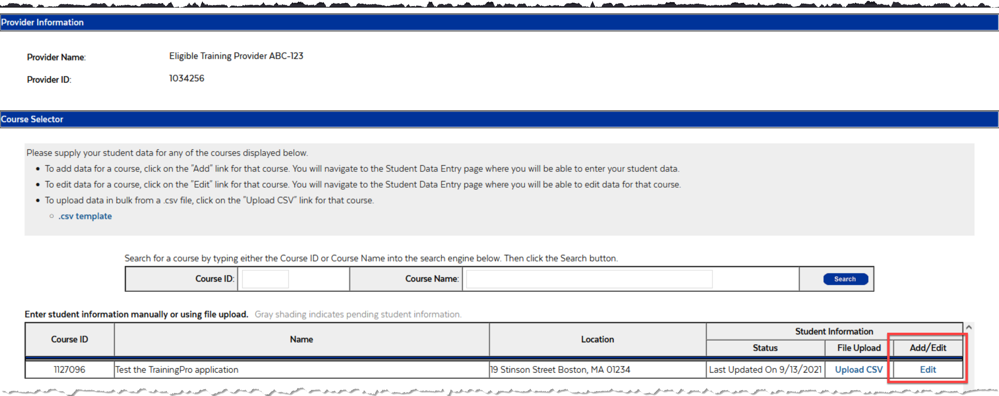 Provider Information
Provider Name: Eligible Training Provider ABC-123
Provider ID: 1034256
Course Selector
Please supply your student data for any of the courses displayed below.
• To add data for a course, click on the "Add" link for that course. You will navigate to the Student Data Entry page where you will be able to enter your student data.
• To edit data for a course, click on the "Edit" link for that course. You will navigate to the Student Data Entry page where you will be able to edit data for that course.
• To upload data in bulk from a .csv file, click on the "Upload CSV" link for that course.
○ .csv template
Search for a course by typing either the Course ID or Course Name into the search engine below. Then click the Search button.
Course ID: Course Name: Search
Enter student information manually or using file upload. Gray shading indicates pending student information.
Student Information
Course ID Name Location Status File Upload Add/Edit
1127096 Test the TrainingPro application 19 Stinson Street Boston, MA 01234 Last Updated On 9/13/2021 Upload CSV Edit